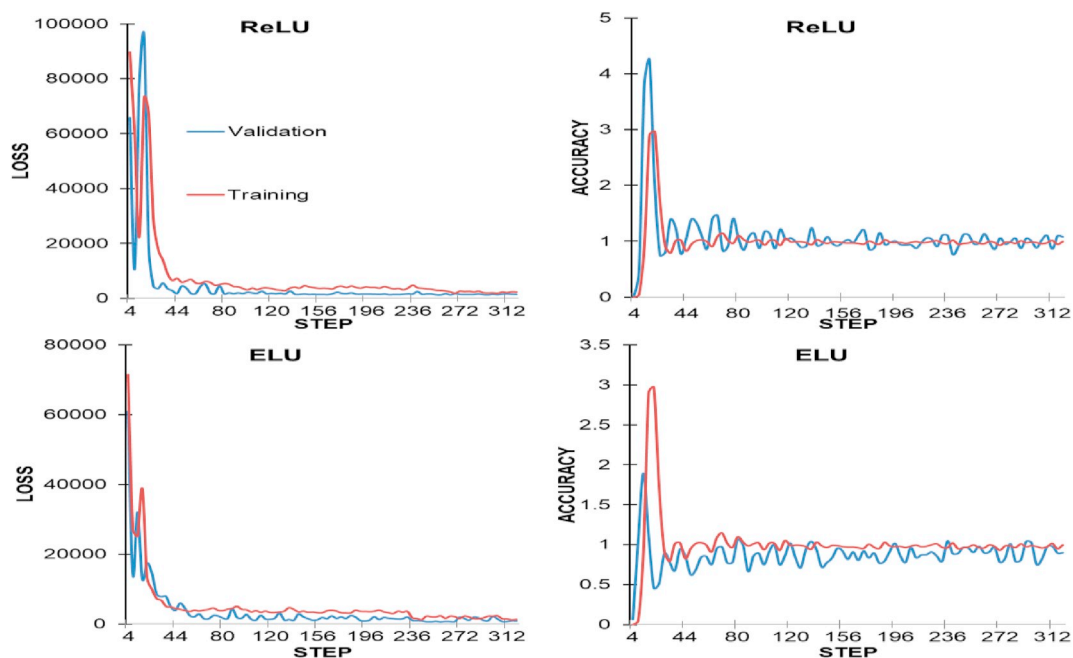 ReLU
100000
80000
60000
40000
20000
0
LOSS
Validation
Training
4 44 80 120 156 196 236 272 312
STEP
ReLU
5
4
3
2
1
0
ACCURACY
4 44 80 120 156 196 236 272 312
STEP
ELU
80000
60000
40000
20000
0
LOSS
4 44 80 120 156 196 236 272 312
STEP
ELU
3.5
3
2.5
2
1.5
1
0.5
0
ACCURACY
4 44 80 120 156 196 236 272 312
STEP